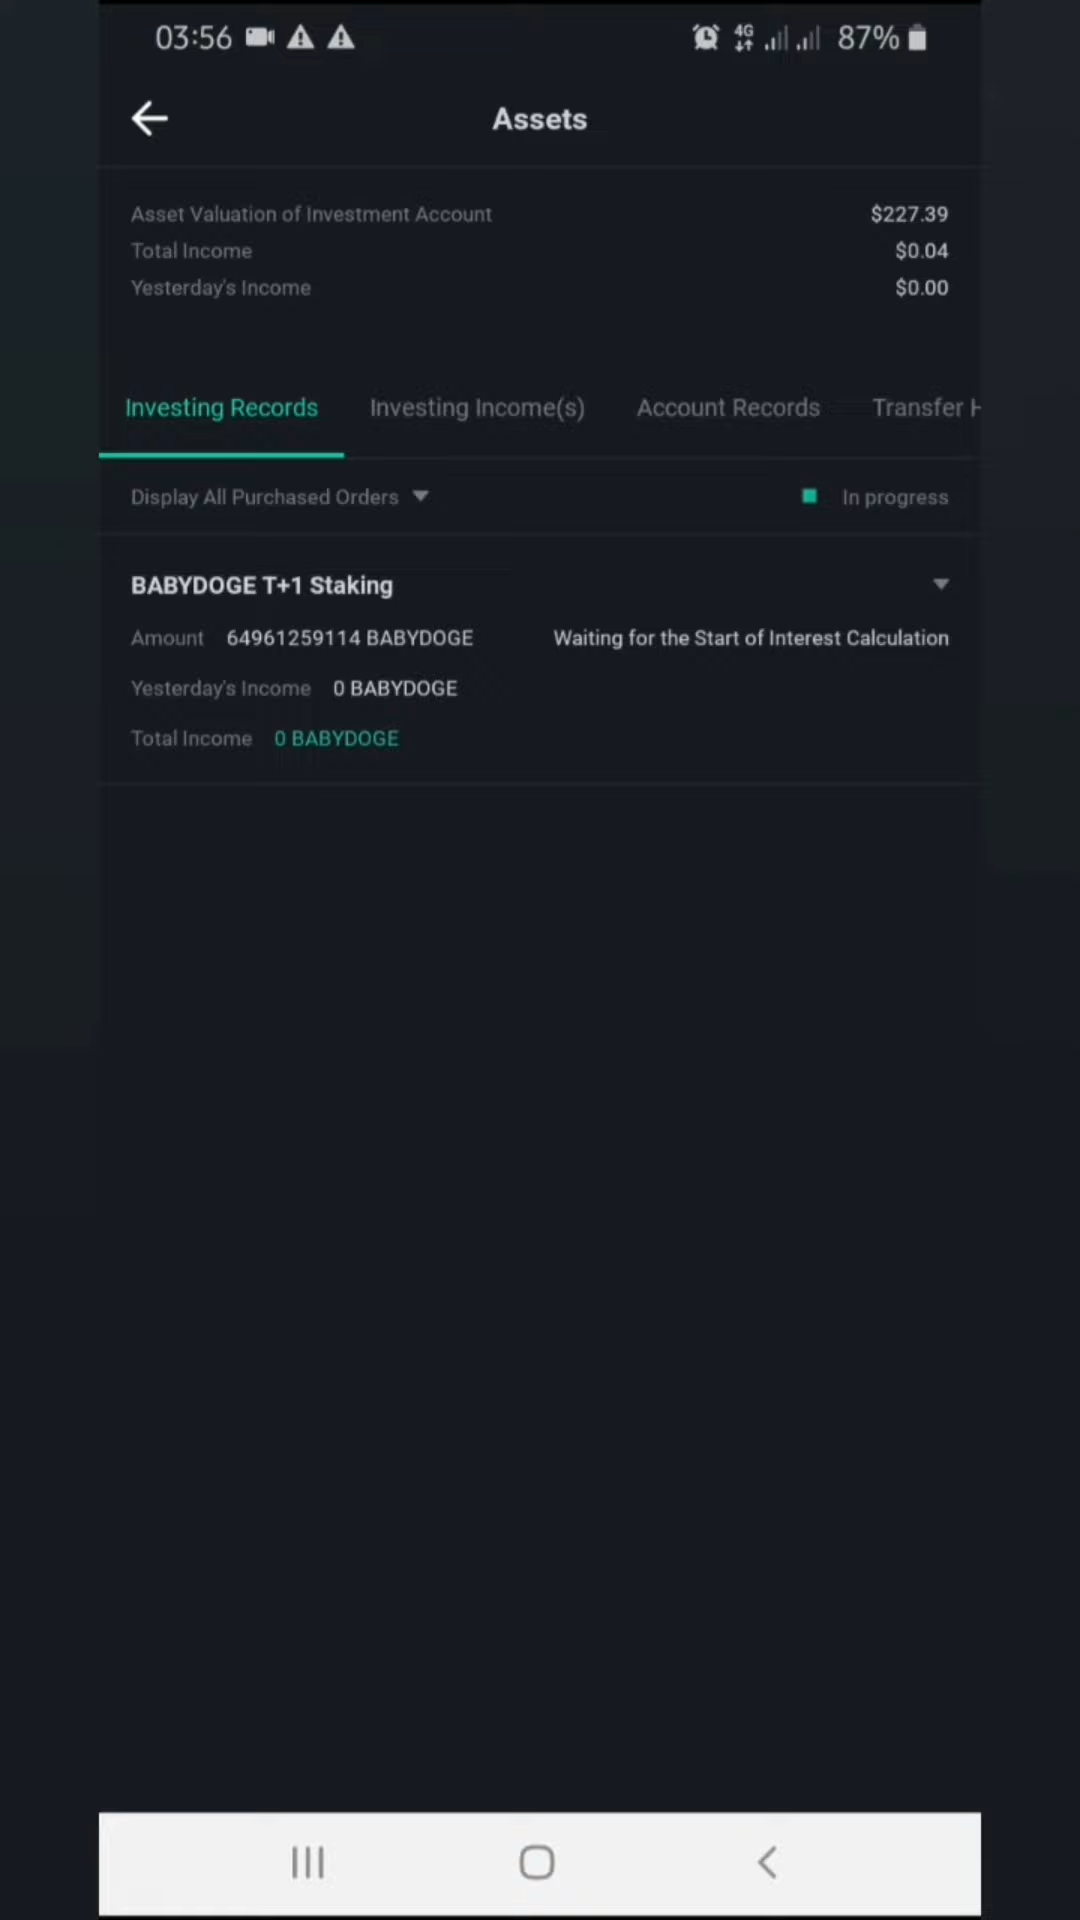 03:56 4G 87%
Assets
Asset Valuation of Investment Account $227.39
Total Income $0.04
Yesterday's Income $0.00
Investing Records Investing Income(s) Account Records Transfer H
Display All Purchased Orders In progress
BABYDOGE T+1 Staking
Amount 64961259114 BABYDOGE Waiting for the Start of Interest Calculation
Yesterday's Income 0 BABYDOGE
Total Income 0 BABYDOGE